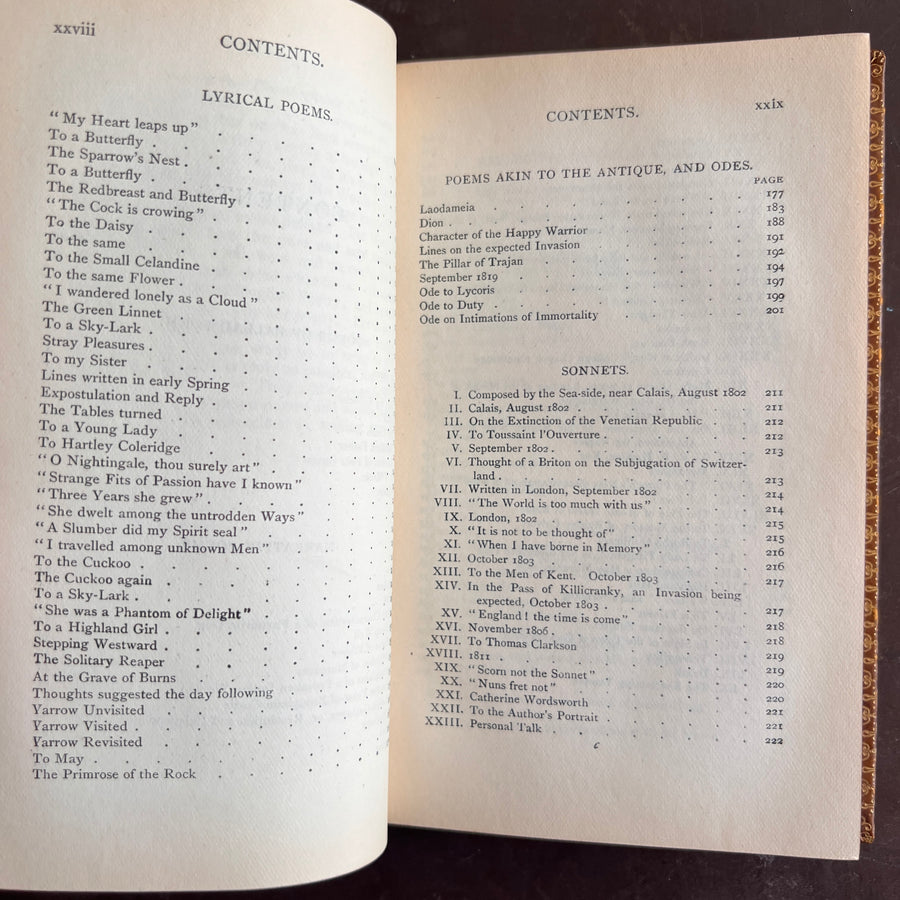 xxviii
CONTENTS.
LYRICAL POEMS.
"My Heart leaps up"
To a Butterfly
The Sparrow's Nest
To a Butterfly
The Redbreast and Butterfly
"The Cock is crowing"
To the Daisy
To the same
To the Small Celandine
To the same Flower
"I wandered lonely as a Cloud"
The Green Linnet
To a Sky-Lark
Stray Pleasures
To my Sister
Lines written in early Spring
Expostulation and Reply
The Tables turned
To a Young Lady
To Hartley Coleridge
"O Nightingale, thou surely art"
"Strange Fits of Passion have I known"
"Three Years she grew"
"She dwelt among the untrodden Ways"
"A Slumber did my Spirit seal"
"I travelled among unknown Men"
To the Cuckoo
The Cuckoo again
To a Sky-Lark
"She was a Phantom of Delight"
To a Highland Girl
Stepping Westward
The Solitary Reaper
At the Grave of Burns
Thoughts suggested the day following
Yarrow Unvisited
Yarrow Visited
Yarrow Revisited
To May
The Primrose of the Rock
CONTENTS. xxix
POEMS AKIN TO THE ANTIQUE, AND ODES.
PAGE
Laodameia 177
Dion 183
Character of the Happy Warrior 188
Lines on the expected Invasion 191
The Pillar of Trajan 192
September 1819 194
Ode to Lycoris 197
Ode to Duty 199
Ode on Intimations of Immortality 201
SONNETS.
I. Composed by the Sea-side, near Calais, August 1802 211
II. Calais, August 1802 211
III. On the Extinction of the Venetian Republic 212
IV. To Toussaint l'Ouverture 212
V. September 1802 213
VI. Thought of a Briton on the Subjugation of Switzer-
land 213
VII. Written in London, September 1802 214
VIII. "The World is too much with us" 214
IX. London, 1802 215
X. "It is not to be thought of" 215
XI. "When I have borne in Memory" 216
XII. October 1803 216
XIII. To the Men of Kent. October 1803 217
XIV. In the Pass of Killicranky, an Invasion being
expected, October 1803 217
XV. "England! the time is come" 218
XVI. November 1806 218
XVII. To Thomas Clarkson 219
XVIII. 1811 219
XIX. "Scorn not the Sonnet" 220
XX. "Nuns fret not" 220
XXI. Catherine Wordsworth 221
XXII. To the Author's Portrait 221
XXIII. Personal Talk 222
c